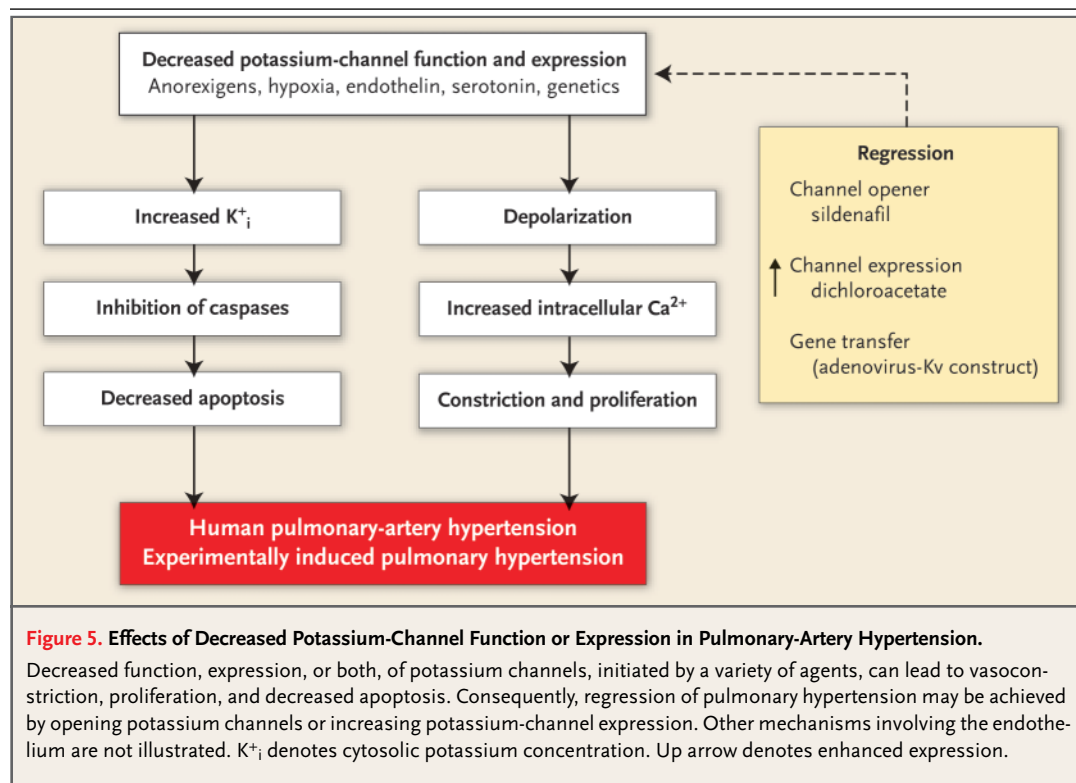 Decreased potassium-channel function and expression
Anorexigens, hypoxia, endothelin, serotonin, genetics
Increased K⁺ᵢ
Depolarization
Inhibition of caspases
Increased intracellular Ca²⁺
Decreased apoptosis
Constriction and proliferation
Human pulmonary-artery hypertension
Experimentally induced pulmonary hypertension
Regression
Channel opener
sildenafil
↑ Channel expression
dichloroacetate
Gene transfer
(adenovirus-Kv construct)
Figure 5. Effects of Decreased Potassium-Channel Function or Expression in Pulmonary-Artery Hypertension.
Decreased function, expression, or both, of potassium channels, initiated by a variety of agents, can lead to vasocon-
striction, proliferation, and decreased apoptosis. Consequently, regression of pulmonary hypertension may be achieved
by opening potassium channels or increasing potassium-channel expression. Other mechanisms involving the endothe-
lium are not illustrated. K⁺ᵢ denotes cytosolic potassium concentration. Up arrow denotes enhanced expression.